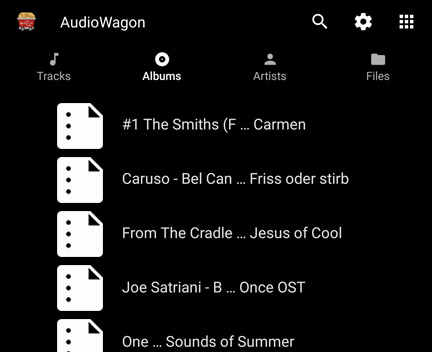 AudioWagon
Tracks
Albums
Artists
Files
#1 The Smiths (F ... Carmen
Caruso - Bel Can ... Friss oder stirb
From The Cradle ... Jesus of Cool
Joe Satriani - B ... Once OST
One ... Sounds of Summer